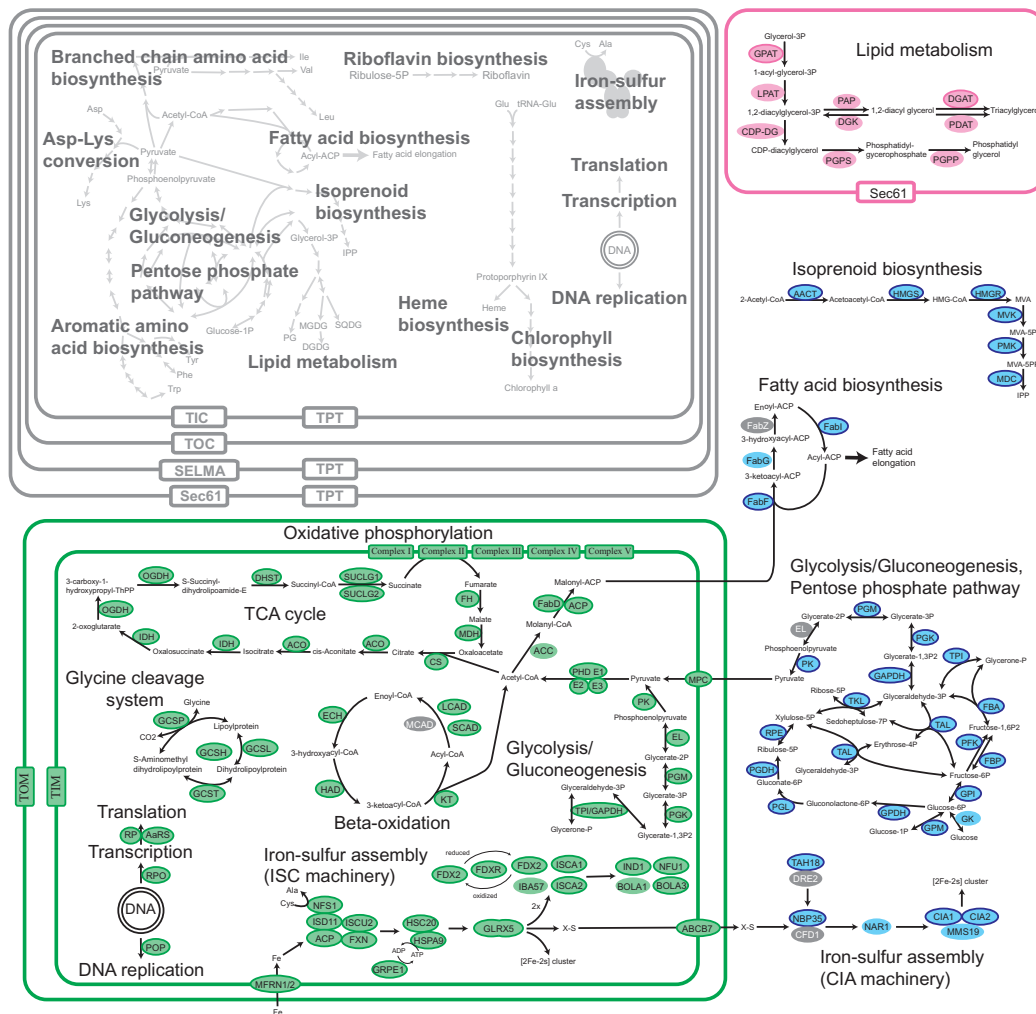 Branched chain amino acid
biosynthesis
Pyruvate
Ile
Val
Leu
Riboflavin biosynthesis
Ribulose-5P
Riboflavin
Cys
Ala
Iron-sulfur
assembly
Asp
Acetyl-CoA
Asp-Lys
conversion
Pyruvate
Phosphoenolpyruvate
Lys
Fatty acid biosynthesis
Acyl-ACP
Fatty acid elongation
Glu
tRNA-Glu
Isoprenoid
biosynthesis
Glycerol-3P
IPP
Glycolysis/
Gluconeogenesis
Pentose phosphate
pathway
Translation
Transcription
DNA
DNA replication
Protoporphyrin IX
Heme
Heme
biosynthesis
Chlorophyll
biosynthesis
Chlorophyll a
Glucose-1P
PG
MGDG
DGDG
SQDG
Lipid metabolism
Aromatic amino
acid biosynthesis
Tyr
Phe
Trp
TIC
TPT
TOC
SELMA
TPT
Sec61
TPT
Lipid metabolism
Glycerol-3P
GPAT
1-acyl-glycerol-3P
LPAT
1,2-diacylglycerol-3P
PAP
DGK
1,2-diacyl glycerol
DGAT
PDAT
Triacylglycerol
CDP-DG
CDP-diacylglycerol
PGPS
Phosphatidyl-
glycerophosphate
PGPP
Phosphatidyl
glycerol
Sec61
Isoprenoid biosynthesis
2-Acetyl-CoA
AACT
Acetoacetyl-CoA
HMGS
HMG-CoA
HMGR
MVA
MVK
MVA-5P
PMK
MVA-5PP
MDC
IPP
Fatty acid biosynthesis
Enoyl-ACP
FabZ
FabI
3-hydroxyacyl-ACP
FabG
Acyl-ACP
Fatty acid
elongation
3-ketoacyl-ACP
FabF
Oxidative phosphorylation
Complex I
Complex II
Complex III
Complex IV
Complex V
3-carboxy-1-
hydroxypropyl-ThPP
OGDH
S-Succinyl-
dihydrolipoamide-E
DHST
Succinyl-CoA
SUCLG1
SUCLG2
Succinate
Fumarate
FH
Malate
MDH
Oxaloacetate
TCA cycle
OGDH
2-oxoglutarate
IDH
Oxalosuccinate
IDH
Isocitrate
ACO
cis-Aconitate
ACO
Citrate
CS
Malonyl-ACP
FabD
ACP
Molanyl-CoA
ACC
Acetyl-CoA
PHD E1
E2
E3
Pyruvate
MPC
PK
Phosphoenolpyruvate
EL
Glycerate-2P
PGM
Glycerate-3P
PGK
Glycerate-1,3P2
Glycolysis/
Gluconeogenesis
Glyceraldehyde-3P
TPI/GAPDH
Glycerone-P
Glycine cleavage
system
Glycine
GCSP
CO2
Lipoylprotein
GCSH
GCSL
S-Aminomethyl
dihydrolipoylprotein
Dihydrolipoylprotein
GCST
Enoyl-CoA
ECH
LCAD
MCAD
SCAD
Acyl-CoA
3-hydroxyacyl-CoA
HAD
3-ketoacyl-CoA
KT
Beta-oxidation
TOM
TIM
Translation
RP
AaRS
Transcription
RPO
DNA
POP
DNA replication
Iron-sulfur assembly
(ISC machinery)
Ala
Cys
NFS1
ISD11
ISCU2
ACP
FXN
Fe
MFRN1/2
Fe
HSC20
HSPA9
ADP
ATP
GRPE1
GLRX5
reduced
FDX2
FDXR
FDX2
oxidized
ISCA1
IBA57
ISCA2
2x
IND1
NFU1
BOLA1
BOLA3
X-S
[2Fe-2s] cluster
ABCB7
X-S
Glycolysis/Gluconeogenesis,
Pentose phosphate pathway
Glycerate-2P
PGM
Glycerate-3P
EL
PGK
Phosphoenolpyruvate
Glycerate-1,3P2
TPI
Glycerone-P
PK
GAPDH
Pyruvate
Glyceraldehyde-3P
Ribose-5P
TKL
FBA
Xylulose-5P
Sedoheptulose-7P
TAL
Fructose-1,6P2
RPE
PFK
Erythrose-4P
Ribulose-5P
TAL
FBP
PGDH
Glyceraldehyde-3P
Fructose-6P
Gluconate-6P
GPI
PGL
Gluconolactone-6P
GPDH
Glucose-6P
GK
Glucose-1P
GPM
Glucose
TAH18
DRE2
NBP35
CFD1
NAR1
[2Fe-2s] cluster
CIA1
CIA2
MMS19
Iron-sulfur assembly
(CIA machinery)